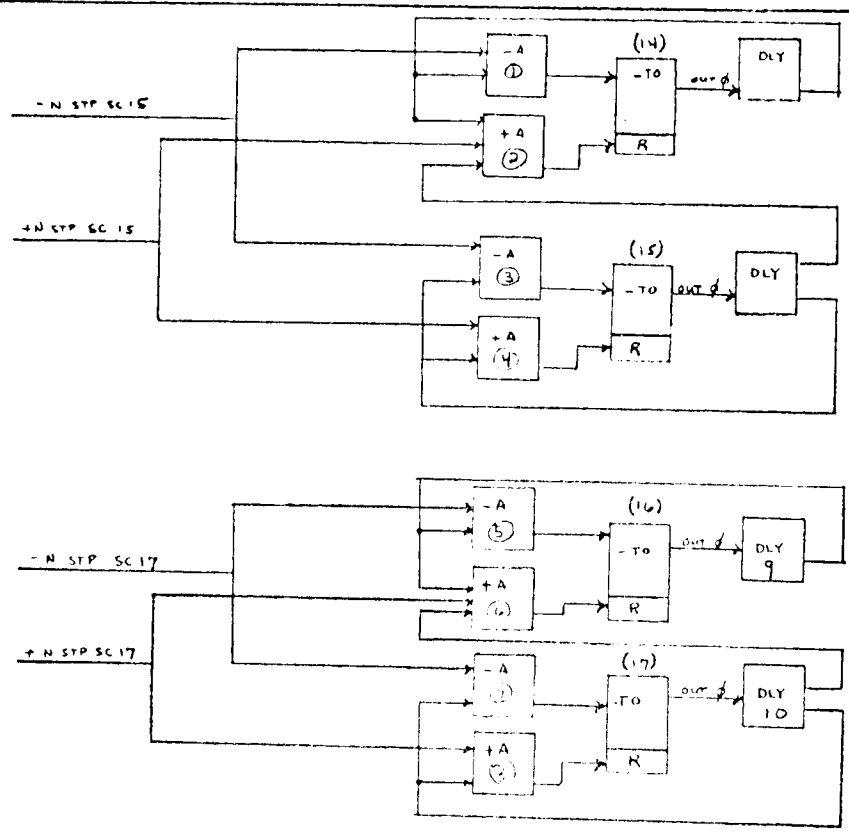 - A
①
(14)
- TO
OUT ϕ
DLY
- N STP SC 15
+ A
②
R
+N STP SC 15
- A
③
(15)
- TO
OUT ϕ
DLY
+ A
(4)
R
- A
(16)
- TO
OUT ϕ
DLY
9
- N STP SC 17
+ A
⑥
R
+ N STP SC 17
- A
(17)
-TO
OUT ϕ
DLY
10
+ A
R